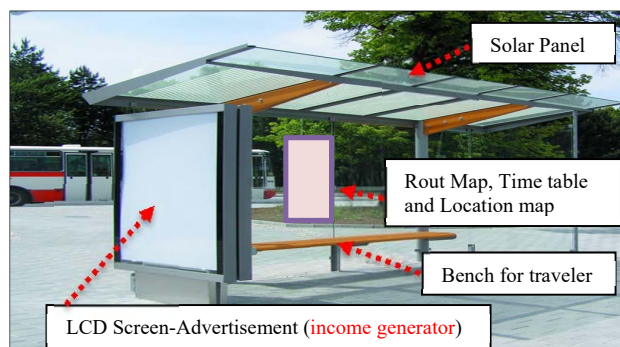 Solar Panel
Rout Map, Time table
and Location map
Bench for traveler
LCD Screen-Advertisement (income generator)